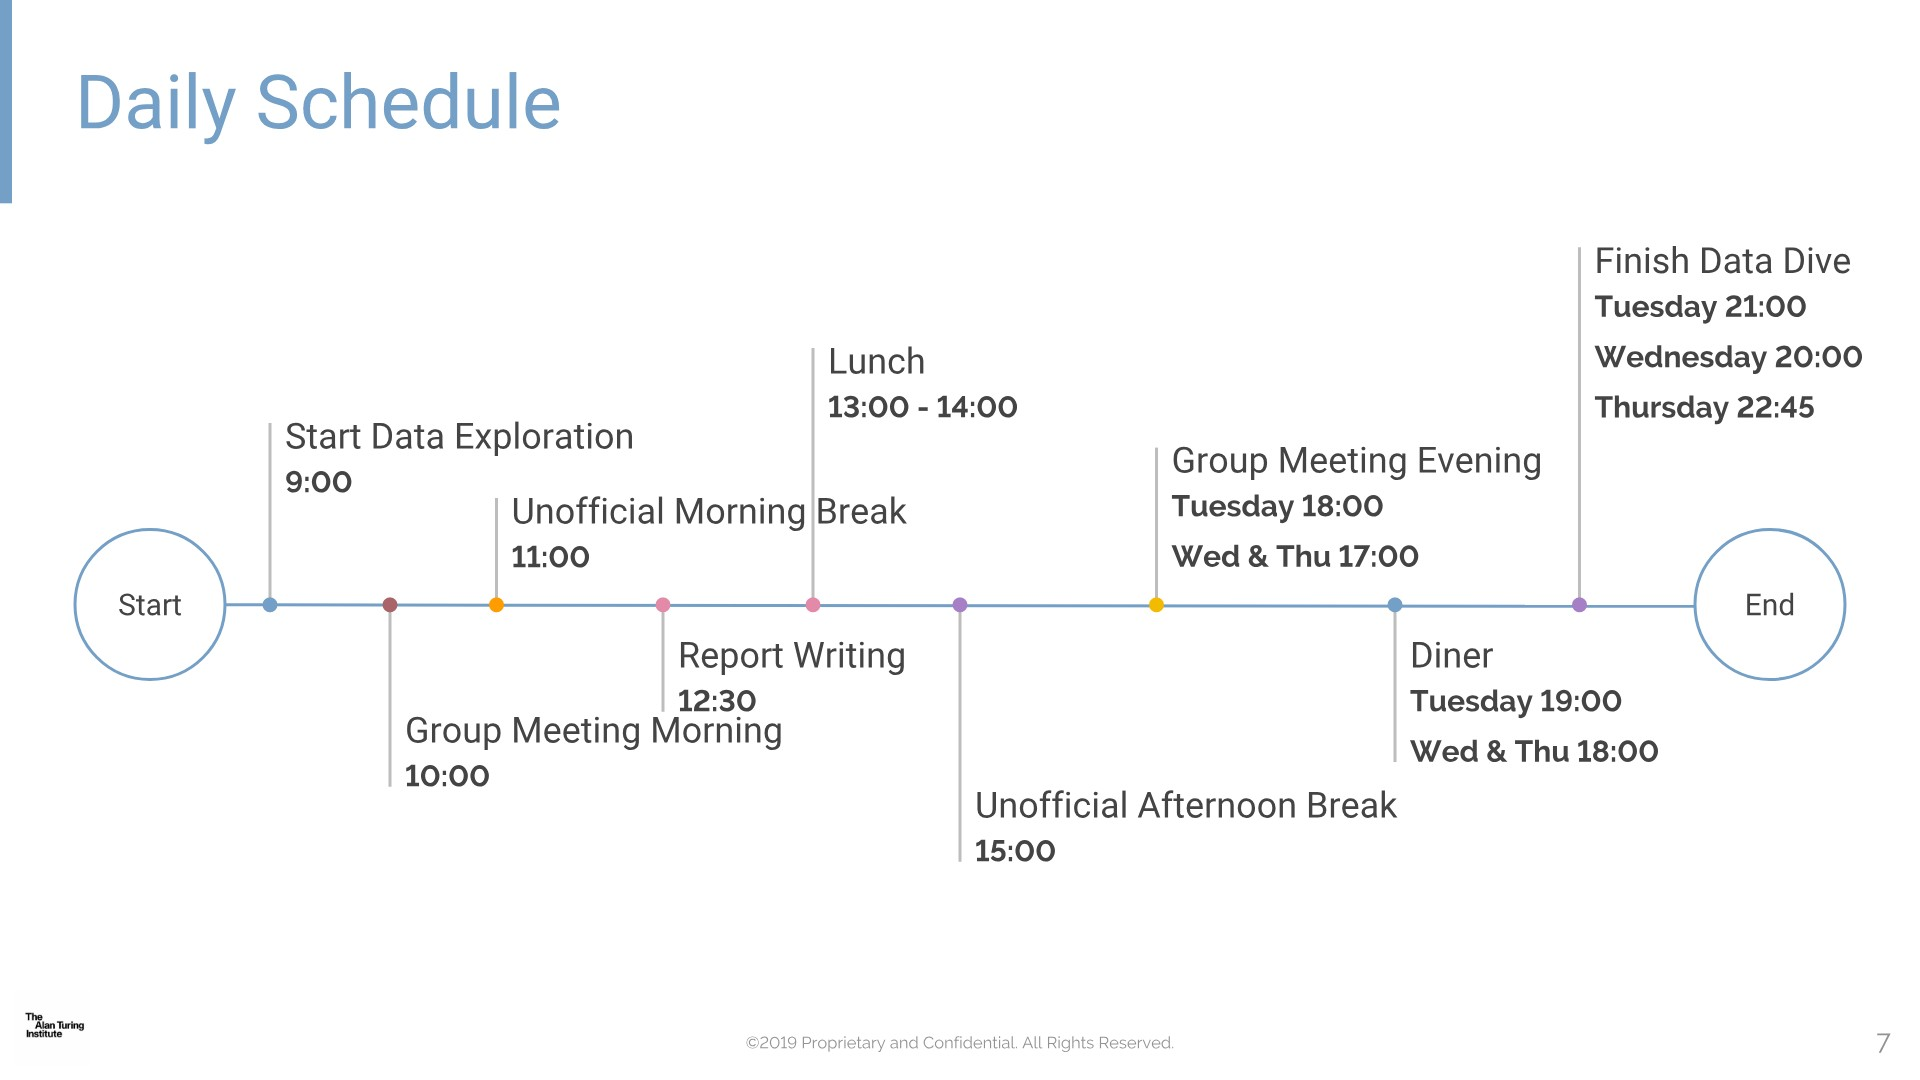 Daily Schedule
Finish Data Dive
Tuesday 21:00
Wednesday 20:00
Thursday 22:45
Lunch
13:00 - 14:00
Start Data Exploration
9:00
Group Meeting Evening
Tuesday 18:00
Wed & Thu 17:00
Unofficial Morning Break
11:00
Start
End
Report Writing
12:30
Diner
Tuesday 19:00
Wed & Thu 18:00
Group Meeting Morning
10:00
Unofficial Afternoon Break
15:00
The
Alan Turing
Institute
©2019 Proprietary and Confidential. All Rights Reserved.
7